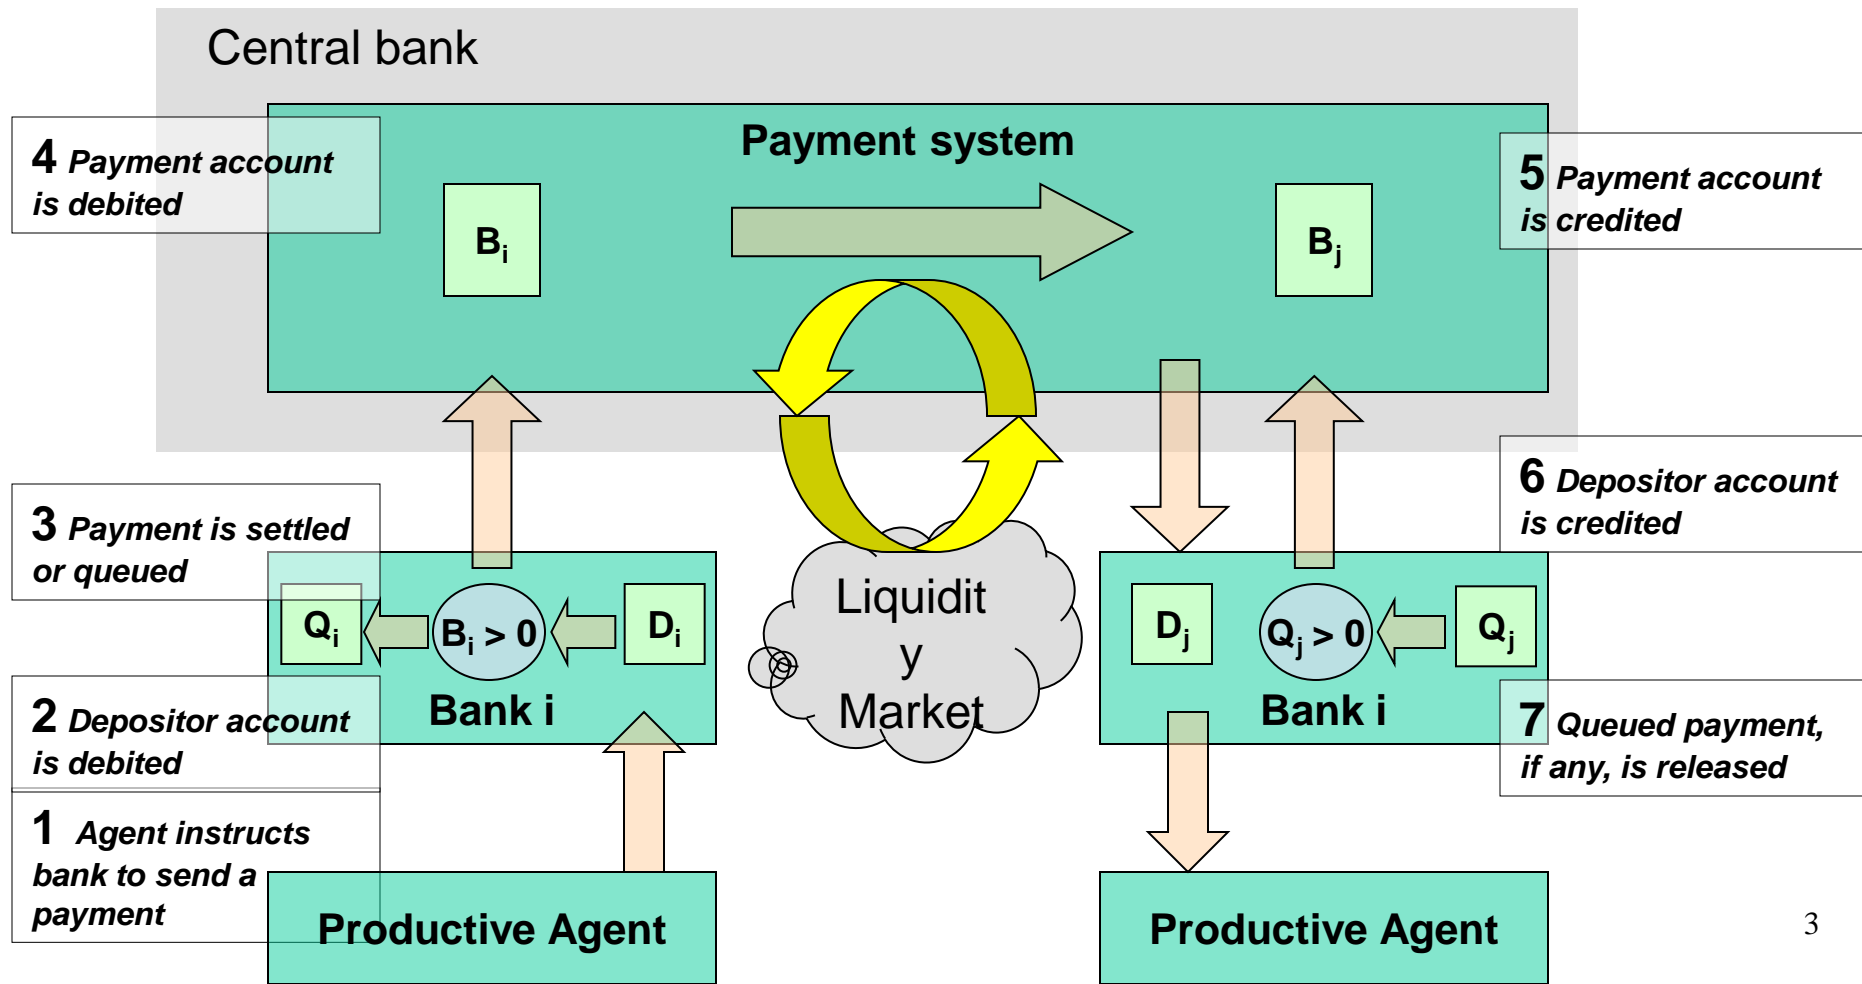 Central bank
Payment system
4 Payment account
is debited
5 Payment account
is credited
Bi
Bj
3 Payment is settled
or queued
6 Depositor account
is credited
Qi
Bi > 0
Di
Liquidit
y
Market
Dj
Qj > 0
Qj
Bank i
Bank i
2 Depositor account
is debited
7 Queued payment,
if any, is released
1 Agent instructs
bank to send a
payment
Productive Agent
Productive Agent
3